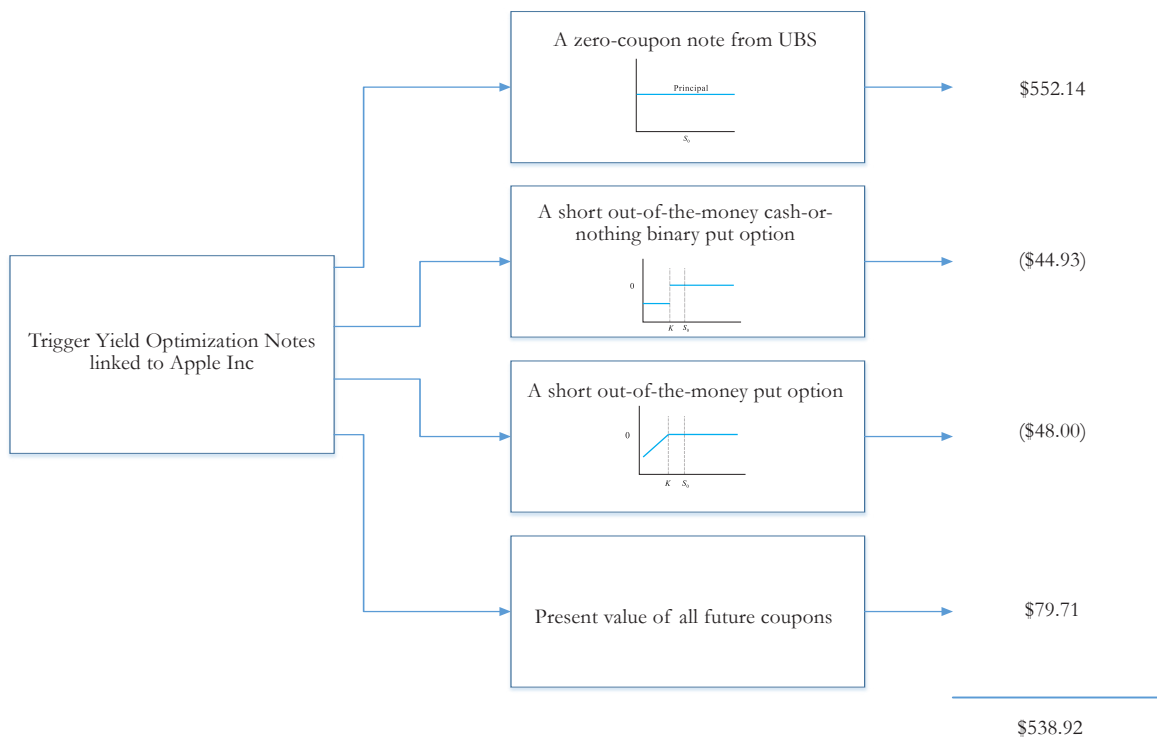 A zero-coupon note from UBS
Principal
S₀
$552.14
A short out-of-the-money cash-or-
nothing binary put option
0
K
S₀
($44.93)
Trigger Yield Optimization Notes
linked to Apple Inc
A short out-of-the-money put option
0
K
S₀
($48.00)
Present value of all future coupons
$79.71
$538.92